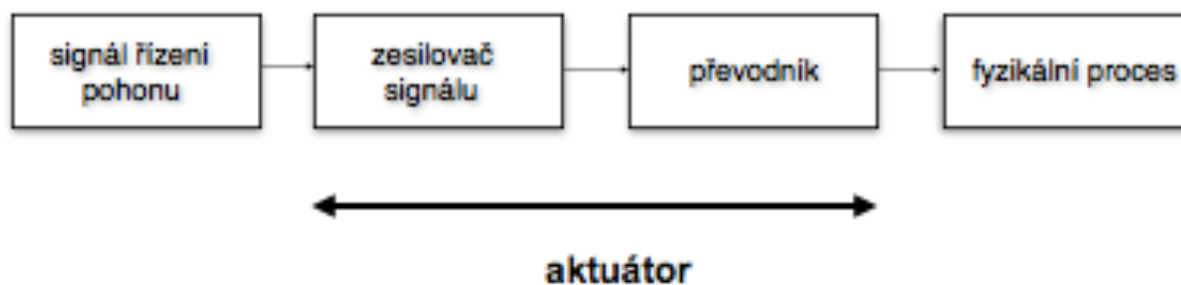 signál řízení
pohonu
zesilovač
signálu
převodník
fyzikální proces
aktuátor